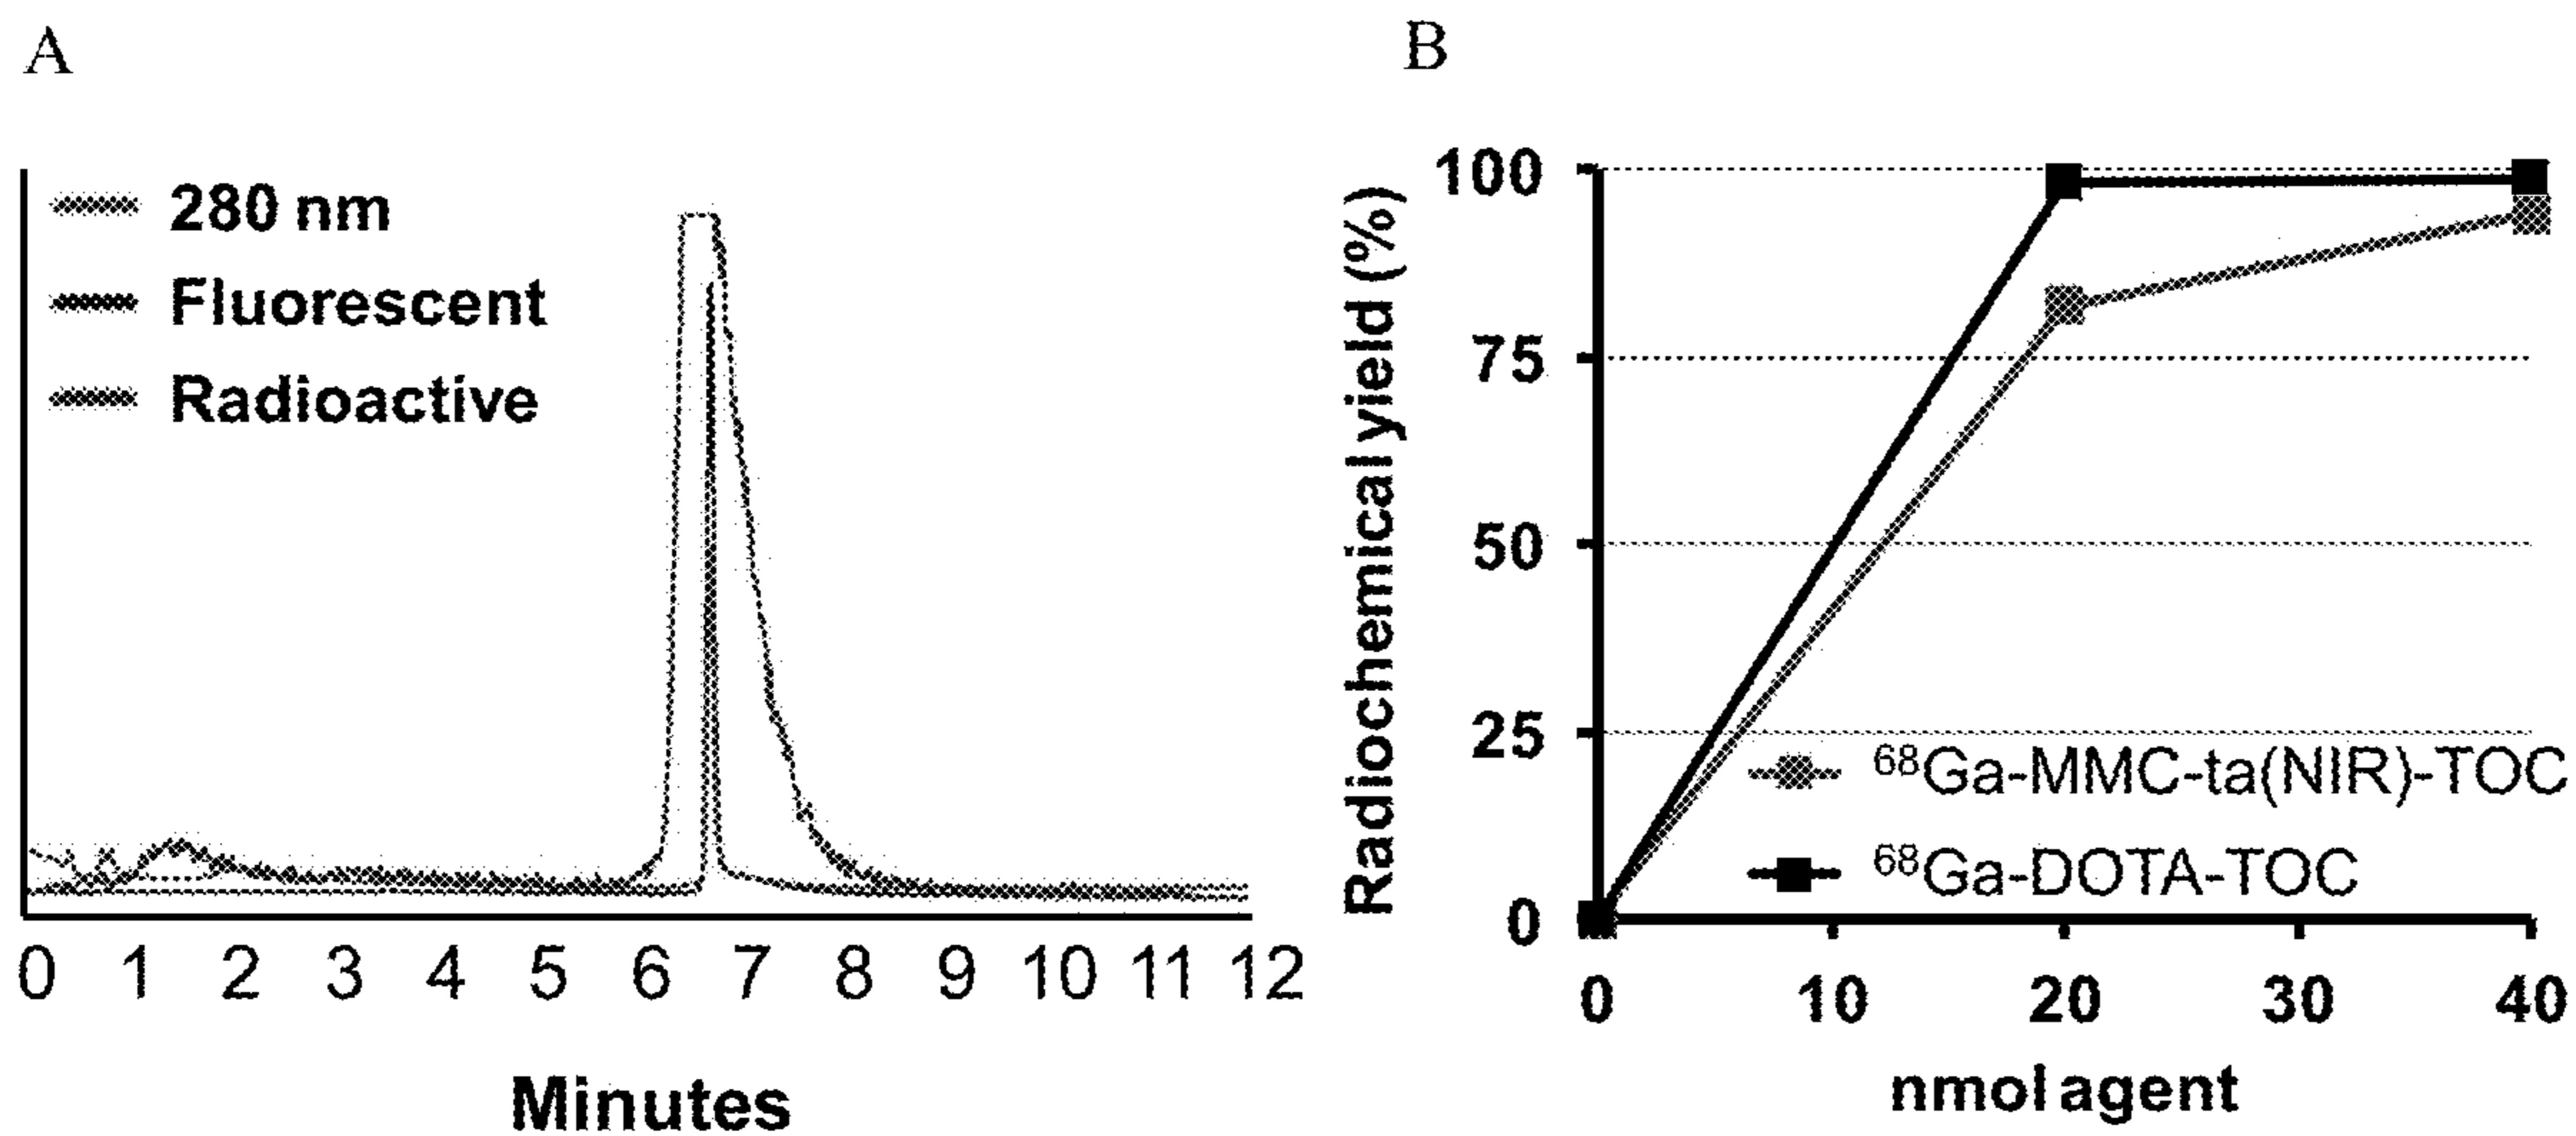 A
280 nm
Fluorescent
Radioactive
0 1 2 3 4 5 6 7 8 9 10 11 12
Minutes
B
Radiochemical yield (%)
100
75
50
25
0
⁶⁸Ga-MMC-ta(NIR)-TOC
⁶⁸Ga-DOTA-TOC
0 10 20 30 40
nmol agent